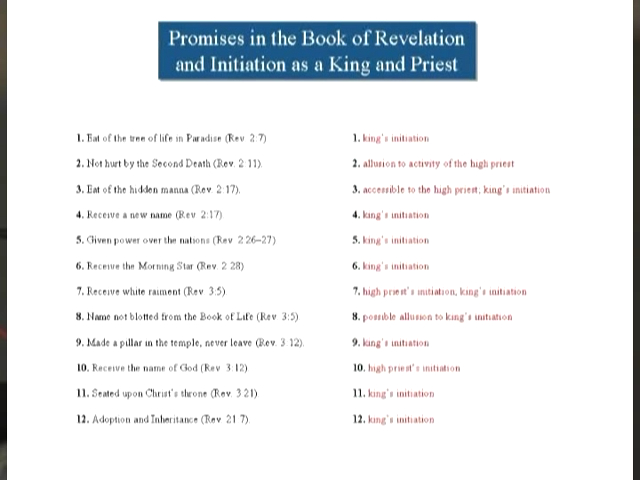 Promises in the Book of Revelation
and Initiation as a King and Priest
1. Eat of the tree of life in Paradise (Rev 2:7)
1. king's initiation
2. Not hurt by the Second Death (Rev. 2 11).
2. allusion to activity of the high priest
3. Eat of the hidden manna (Rev 2 17).
3. accessible to the high priest; king's initiation
4. Receive a new name (Rev 2:17)
4. king's initiation
5. Given power over the nations (Rev 2 26–27)
5. king's initiation
6. Receive the Morning Star (Rev. 2 28)
6. king's initiation
7. Receive white raiment (Rev 3:5)
7. high priest's initiation, king's initiation
8. Name not blotted from the Book of Life (Rev 3:5)
8. possible allusion to king's initiation
9. Made a pillar in the temple, never leave (Rev. 3 12).
9. king's initiation
10. Receive the name of God (Rev 3 12)
10. high priest's initiation
11. Seated upon Christ's throne (Rev. 3 21)
11. king's initiation
12. Adoption and Inheritance (Rev 21 7)
12. king's initiation